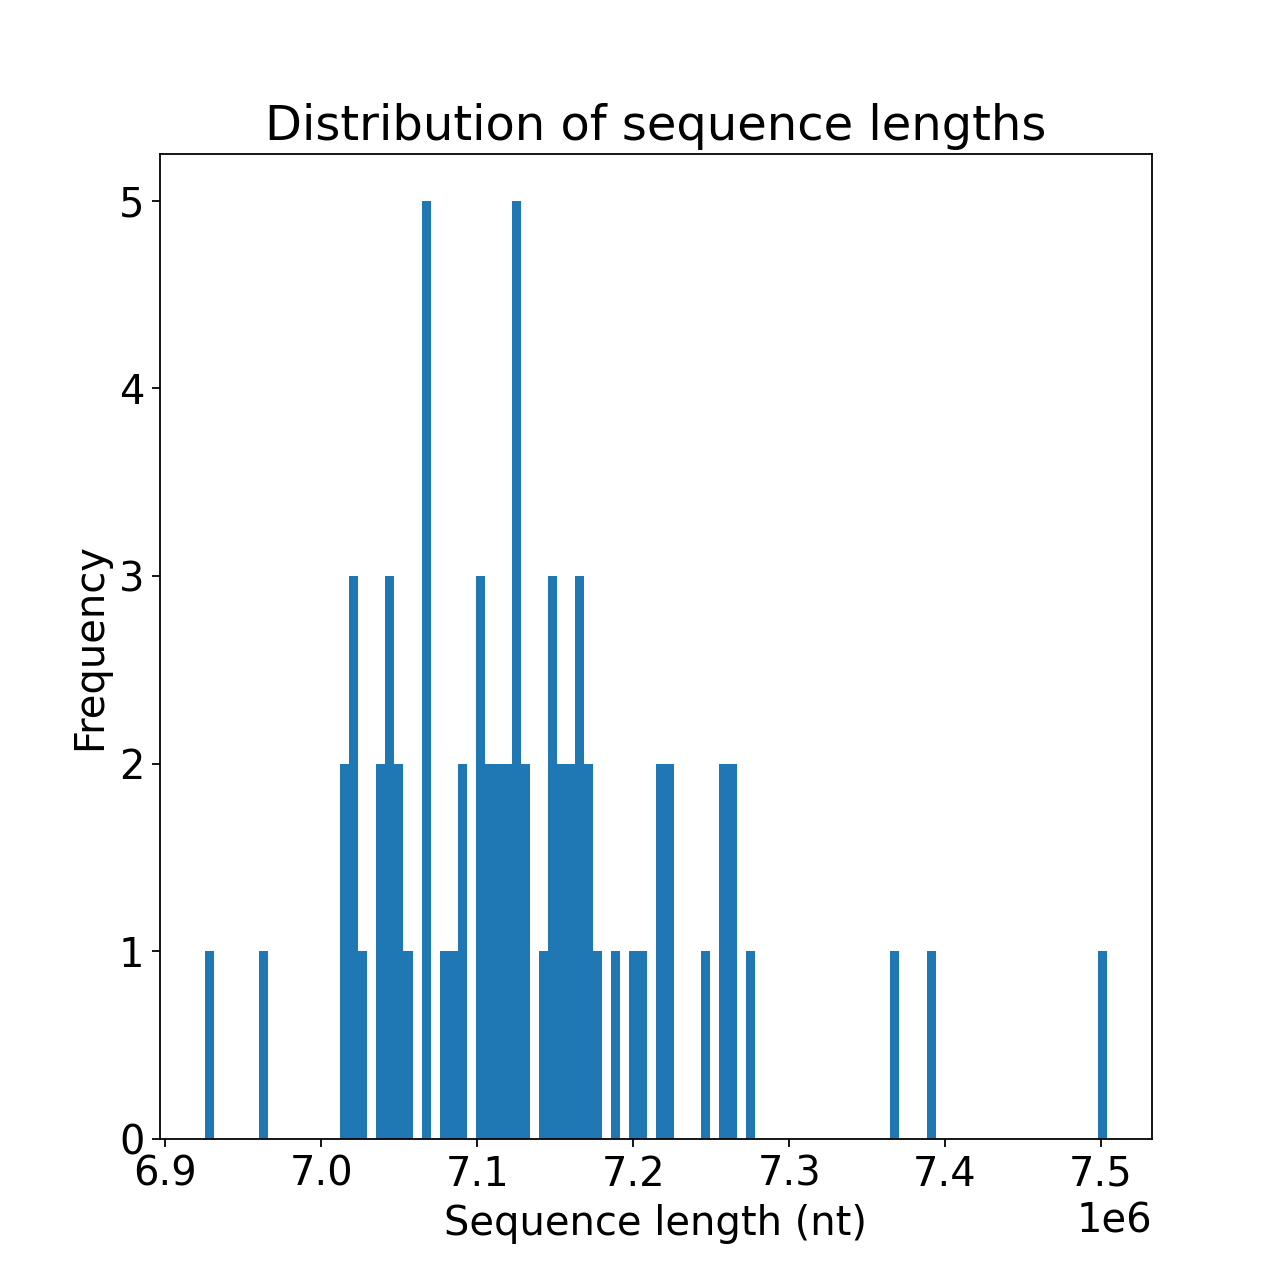 Distribution of sequence lengths
Frequency
5
4
3
2
1
0
6.9 7.0 7.1 7.2 7.3 7.4 7.5
1e6
Sequence length (nt)